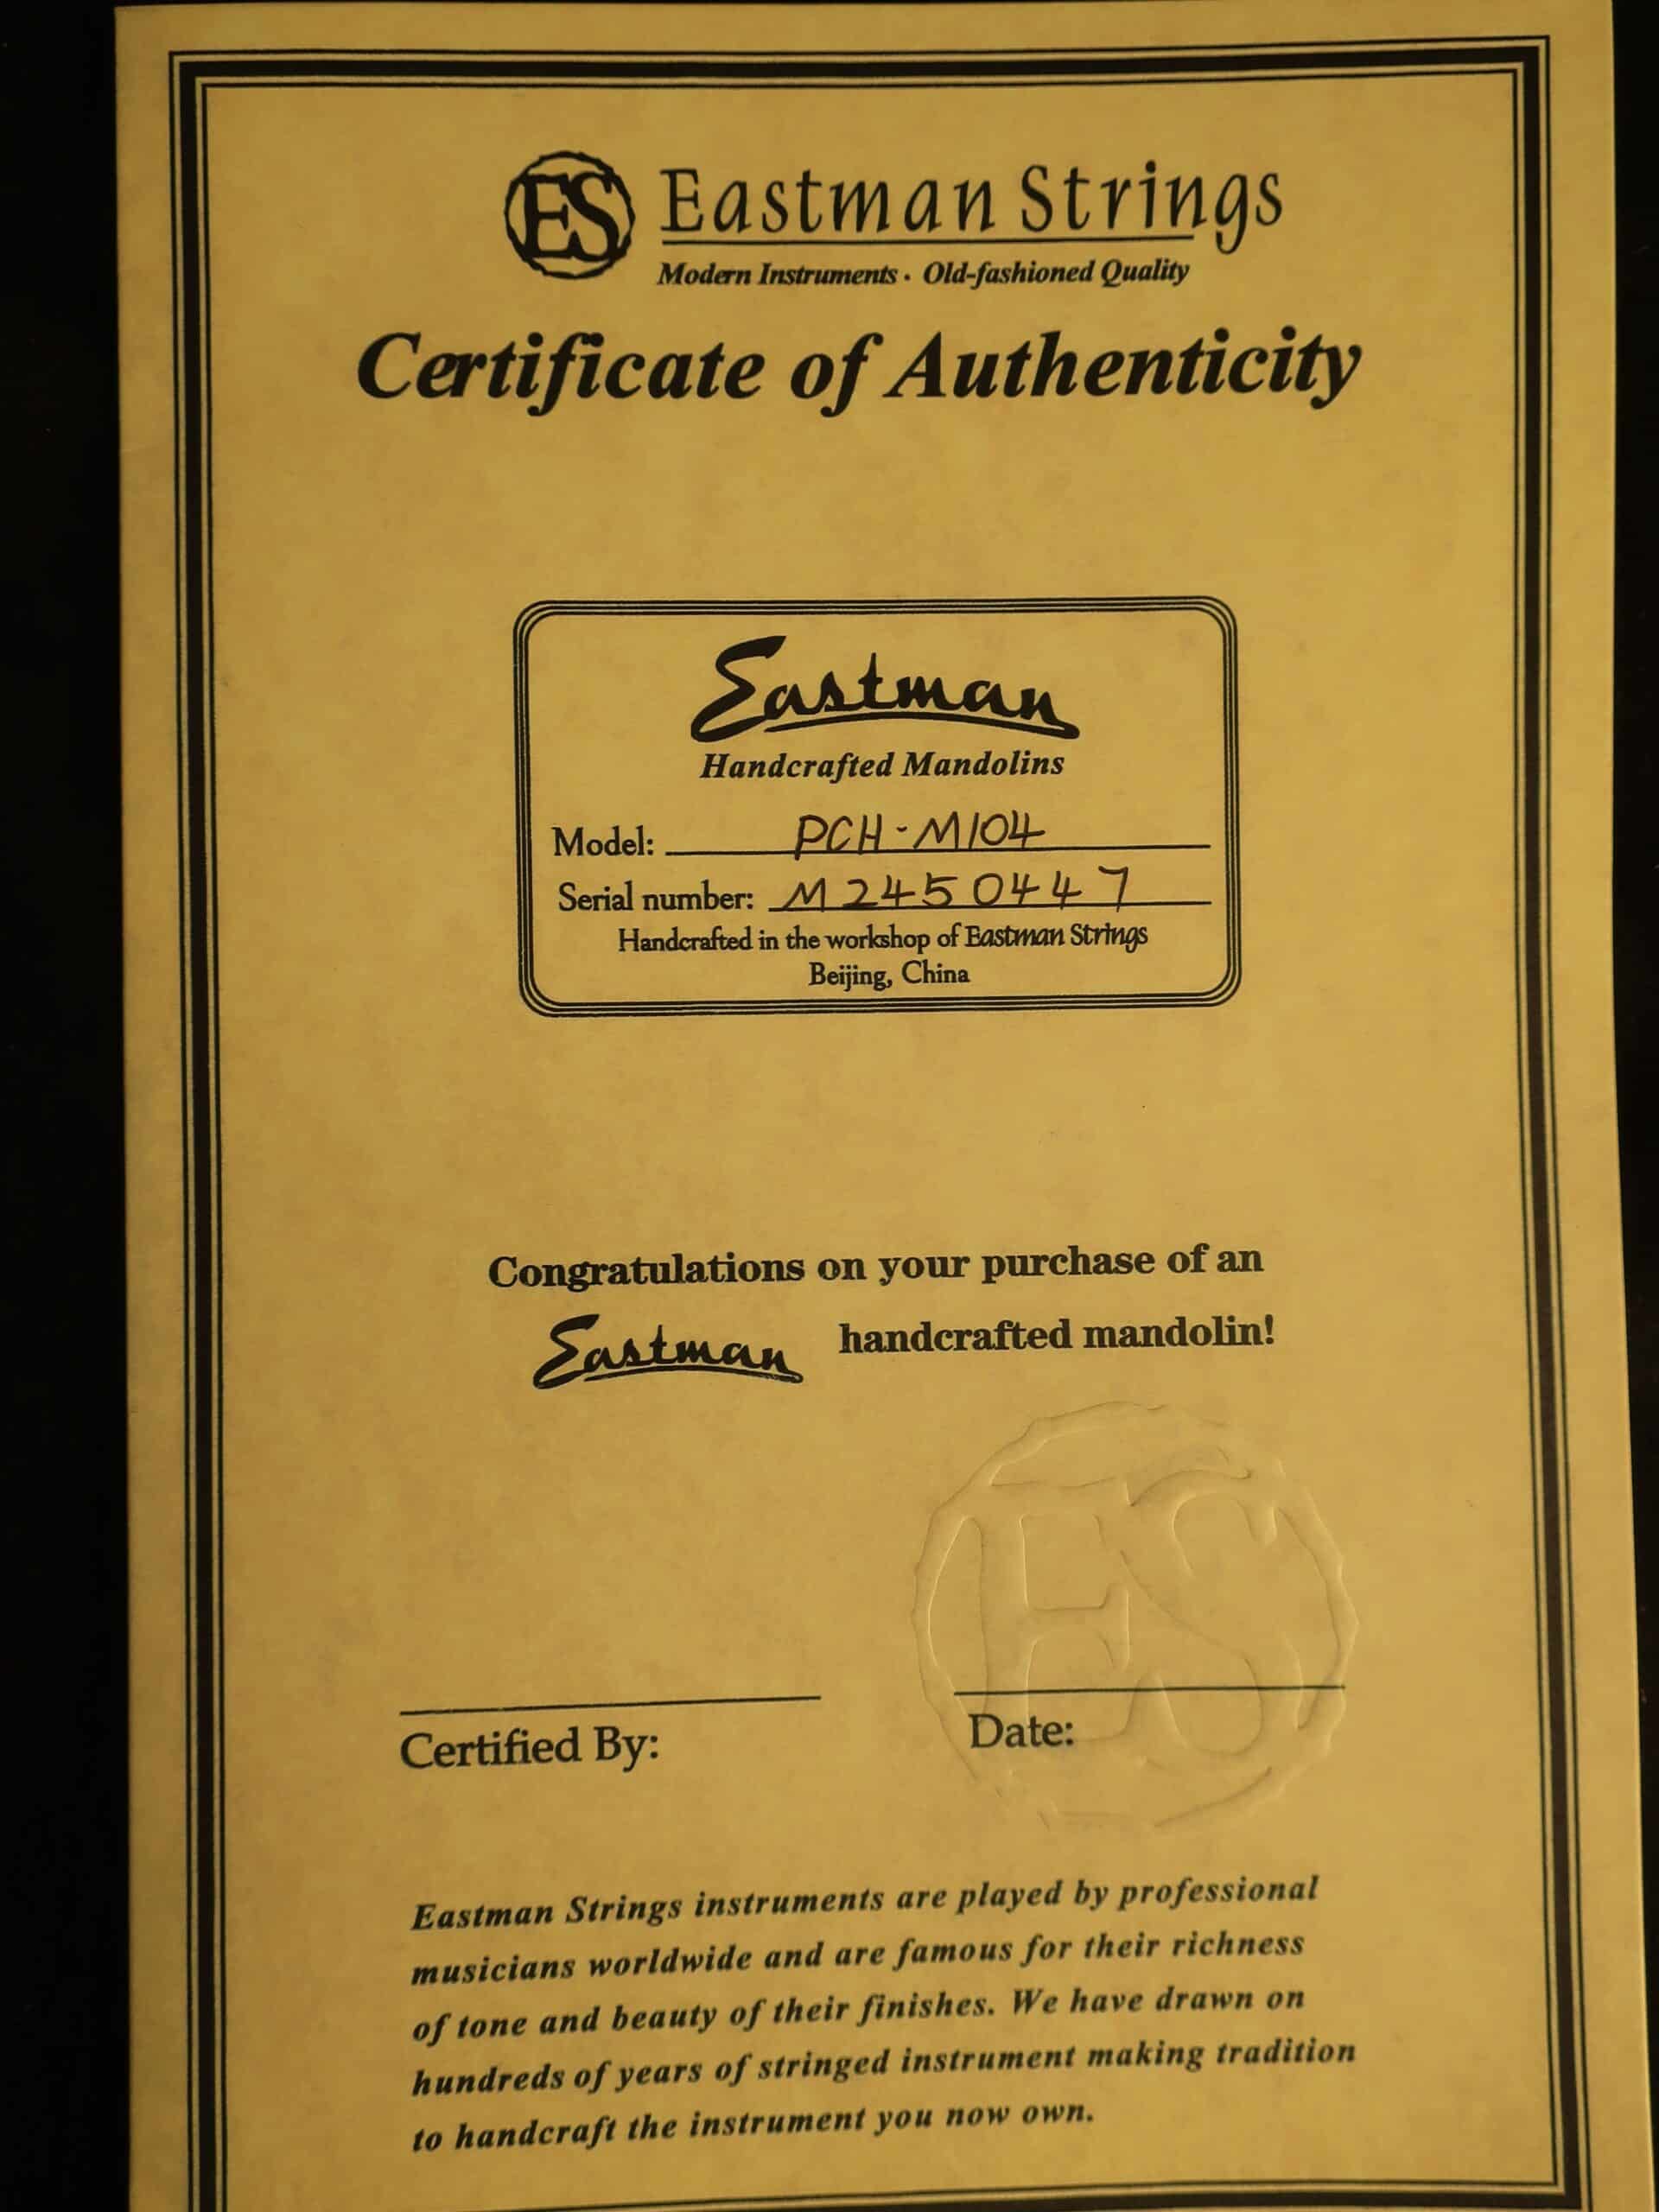 ES Eastman Strings
Modern Instruments · Old-fashioned Quality
Certificate of Authenticity
Eastman
Handcrafted Mandolins
Model: PCH-M104
Serial number: M2450447
Handcrafted in the workshop of Eastman Strings
Beijing, China
Congratulations on your purchase of an
Eastman handcrafted mandolin!
ES
Certified By:
Date:
Eastman Strings instruments are played by professional
musicians worldwide and are famous for their richness
of tone and beauty of their finishes. We have drawn on
hundreds of years of stringed instrument making tradition
to handcraft the instrument you now own.